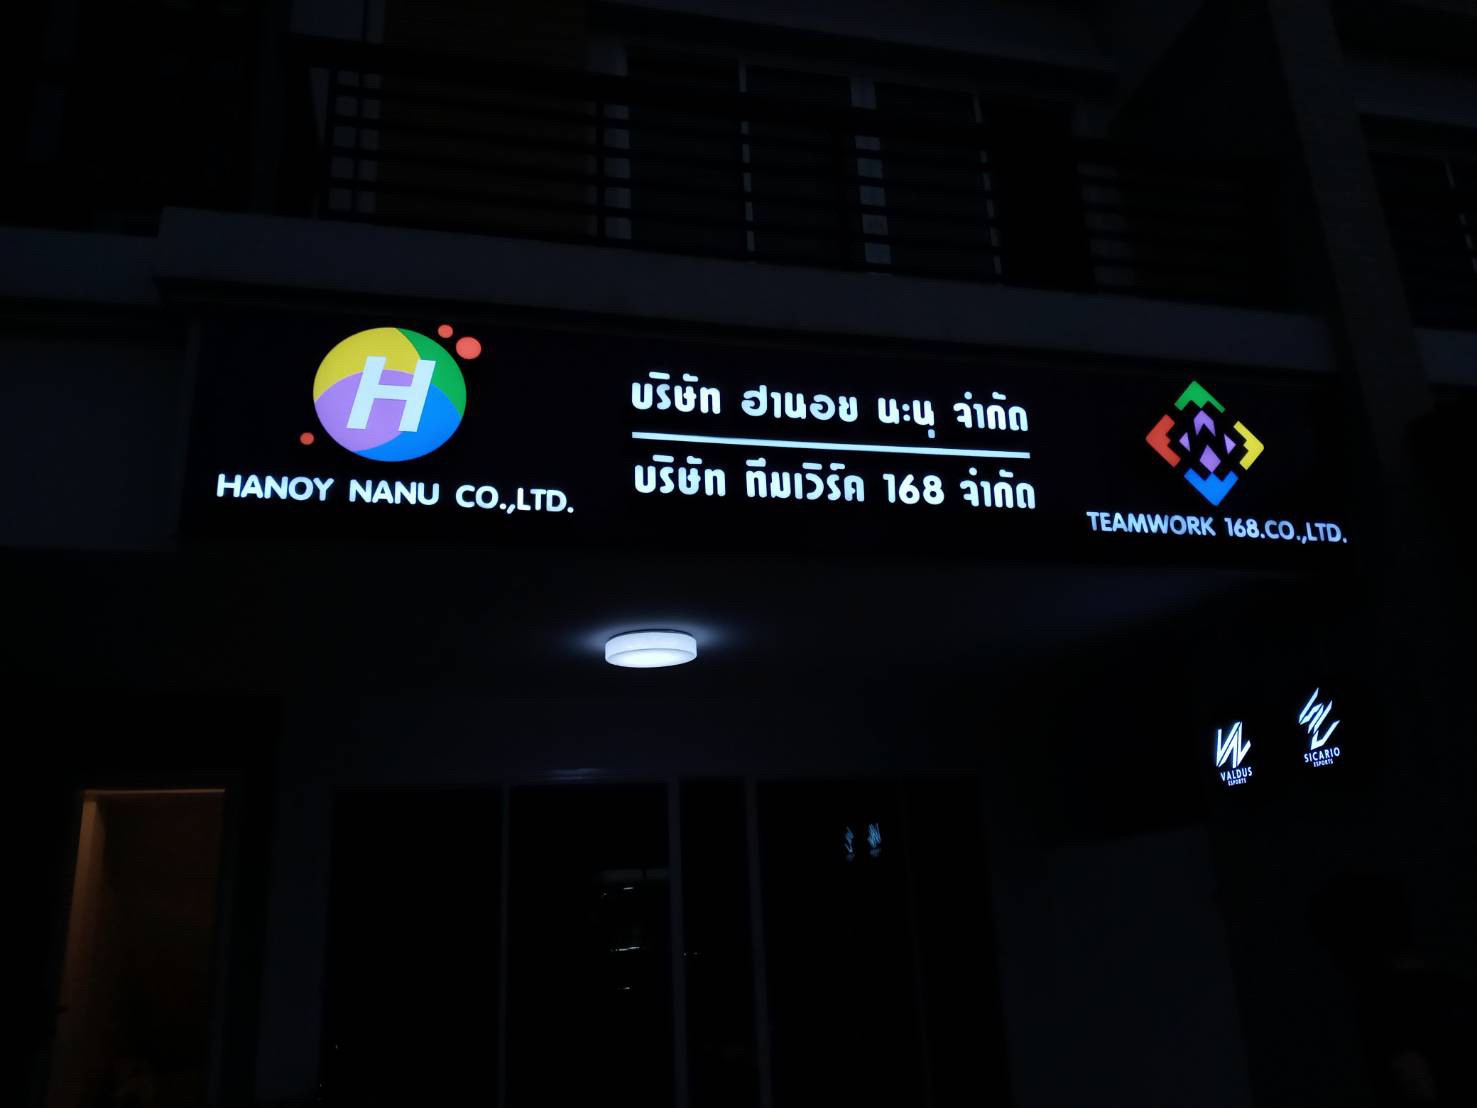 H
HANOY NANU CO.,LTD.
บริษัท ฮานอย นะนุ จำกัด
บริษัท ทีมเวิร์ค 168 จำกัด
TEAMWORK 168.CO.,LTD.
VALDUS
ESPORTS
SICARIO
ESPORTS